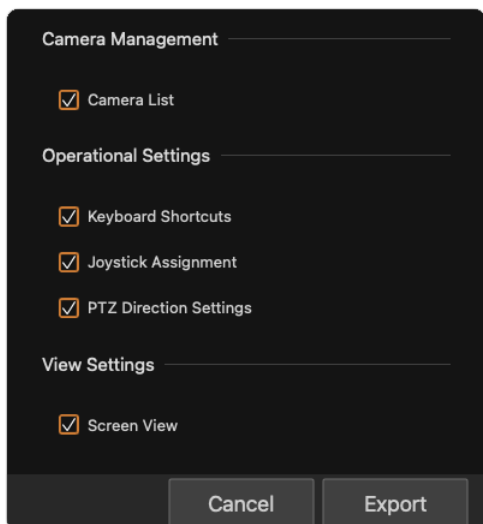 Camera Management
Camera List
Operational Settings
Keyboard Shortcuts
Joystick Assignment
PTZ Direction Settings
View Settings
Screen View
Cancel Export